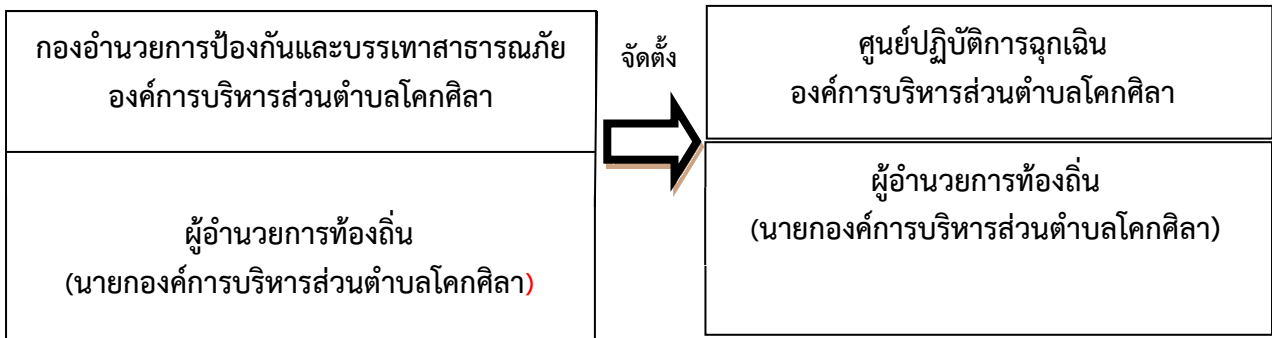 กองอำนวยการป้องกันและบรรเทาสาธารณภัย
องค์การบริหารส่วนตำบลโคกศิลา
ผู้อำนวยการท้องถิ่น
(นายกองค์การบริหารส่วนตำบลโคกศิลา)
จัดตั้ง
ศูนย์ปฏิบัติการฉุกเฉิน
องค์การบริหารส่วนตำบลโคกศิลา
ผู้อำนวยการท้องถิ่น
(นายกองค์การบริหารส่วนตำบลโคกศิลา)